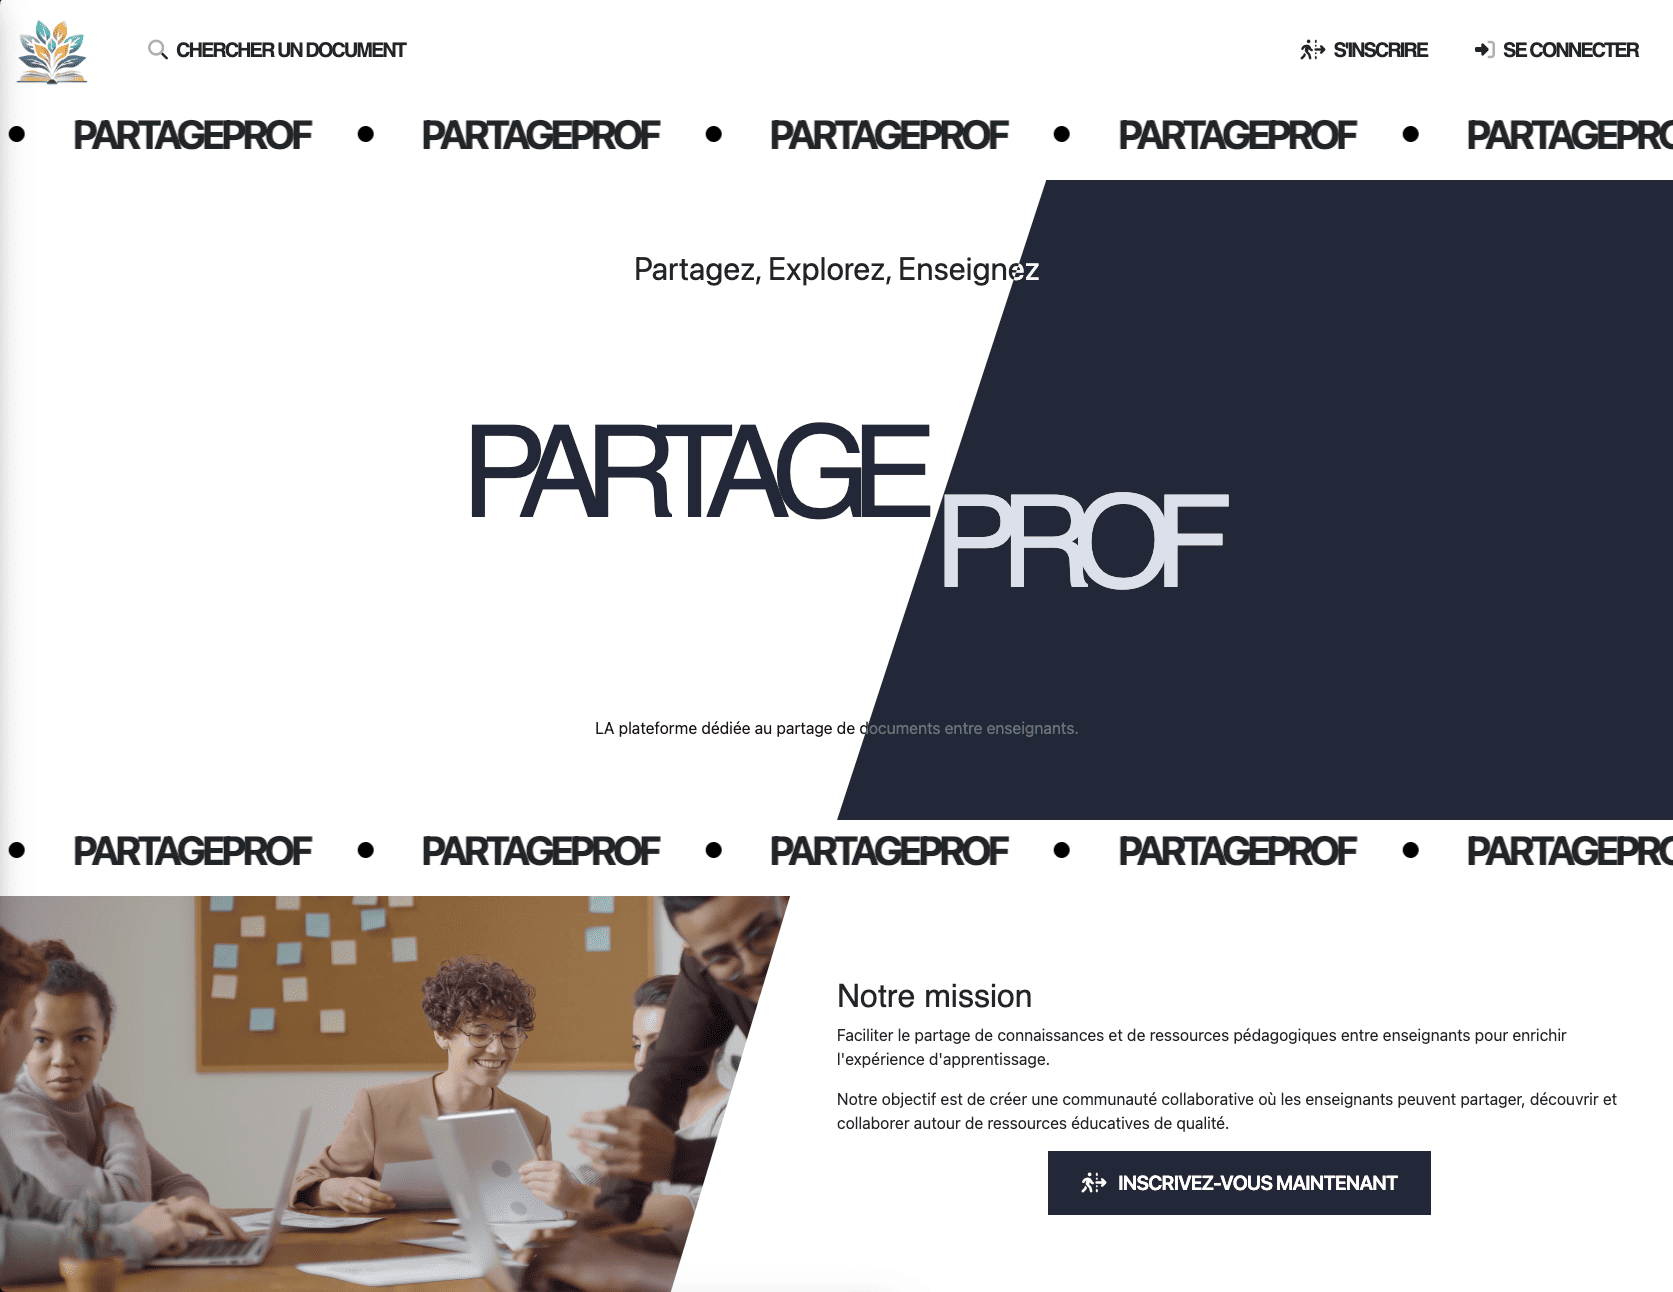 CHERCHER UN DOCUMENT
S'INSCRIRE
SE CONNECTER
PARTAGEPROF PARTAGEPROF PARTAGEPROF PARTAGEPROF PARTAGEPRO
Partagez, Explorez, Enseignez
PARTAGE
PROF
LA plateforme dédiée au partage de documents entre enseignants.
PARTAGEPROF PARTAGEPROF PARTAGEPROF PARTAGEPROF PARTAGEPRO
Notre mission
Faciliter le partage de connaissances et de ressources pédagogiques entre enseignants pour enrichir
l'expérience d'apprentissage.
Notre objectif est de créer une communauté collaborative où les enseignants peuvent partager, découvrir et
collaborer autour de ressources éducatives de qualité.
INSCRIVEZ-VOUS MAINTENANT